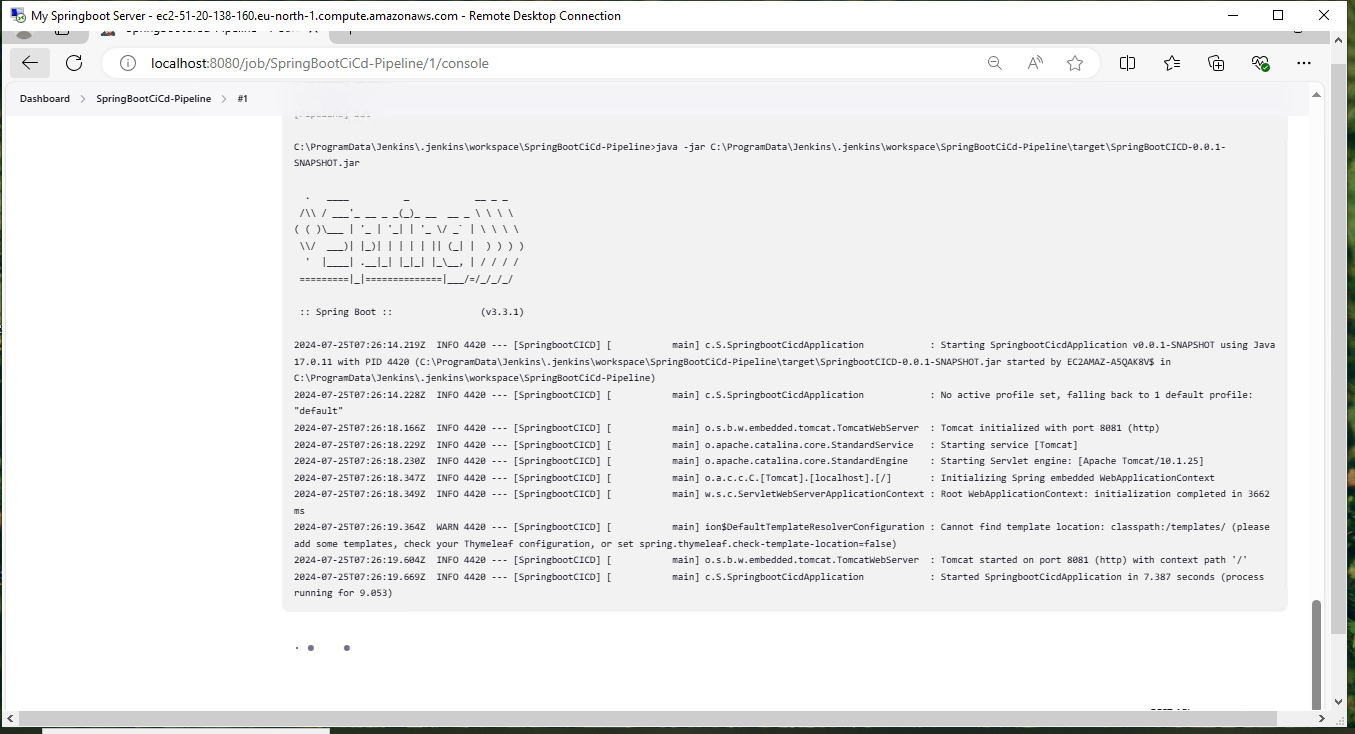 My Springboot Server - ec2-51-20-138-160.eu-north-1.compute.amazonaws.com - Remote Desktop Connection
localhost:8080/job/SpringBootCiCd-Pipeline/1/console
Dashboard > SpringBootCiCd-Pipeline > #1
C:\ProgramData\Jenkins\.jenkins\workspace\SpringBootCiCd-Pipeline>java -jar C:\ProgramData\Jenkins\.jenkins\workspace\SpringBootCiCd-Pipeline\target\SpringBootCICD-0.0.1-
SNAPSHOT.jar
  .   ____          _            __ _ _
 /\\ / ___'_ __ _ _(_)_ __  __ _ \ \ \ \
( ( )\___ | '_ | '_| | '_ \/ _` | \ \ \ \
 \\/  ___)| |_)| | | | | || (_| |  ) ) ) )
  '  |____| .__|_| |_|_| |_\__, | / / / /
 =========|_|==============|___/=/_/_/_/
:: Spring Boot ::                (v3.3.1)
2024-07-25T07:26:14.219Z  INFO 4420 --- [SpringbootCICD] [           main] c.S.SpringbootCicdApplication            : Starting SpringbootCicdApplication v0.0.1-SNAPSHOT using Java
17.0.11 with PID 4420 (C:\ProgramData\Jenkins\.jenkins\workspace\SpringBootCiCd-Pipeline\target\SpringbootCICD-0.0.1-SNAPSHOT.jar started by EC2AMAZ-A5QAK8V$ in
C:\ProgramData\Jenkins\.jenkins\workspace\SpringBootCiCd-Pipeline)
2024-07-25T07:26:14.228Z  INFO 4420 --- [SpringbootCICD] [           main] c.S.SpringbootCicdApplication            : No active profile set, falling back to 1 default profile:
"default"
2024-07-25T07:26:18.166Z  INFO 4420 --- [SpringbootCICD] [           main] o.s.b.w.embedded.tomcat.TomcatWebServer  : Tomcat initialized with port 8081 (http)
2024-07-25T07:26:18.229Z  INFO 4420 --- [SpringbootCICD] [           main] o.apache.catalina.core.StandardService   : Starting service [Tomcat]
2024-07-25T07:26:18.230Z  INFO 4420 --- [SpringbootCICD] [           main] o.apache.catalina.core.StandardEngine    : Starting Servlet engine: [Apache Tomcat/10.1.25]
2024-07-25T07:26:18.347Z  INFO 4420 --- [SpringbootCICD] [           main] o.a.c.c.C.[Tomcat].[localhost].[/]       : Initializing Spring embedded WebApplicationContext
2024-07-25T07:26:18.349Z  INFO 4420 --- [SpringbootCICD] [           main] w.s.c.ServletWebServerApplicationContext : Root WebApplicationContext: initialization completed in 3662
ms
2024-07-25T07:26:19.364Z  WARN 4420 --- [SpringbootCICD] [           main] ion$DefaultTemplateResolverConfiguration : Cannot find template location: classpath:/templates/ (please
add some templates, check your Thymeleaf configuration, or set spring.thymeleaf.check-template-location=false)
2024-07-25T07:26:19.604Z  INFO 4420 --- [SpringbootCICD] [           main] o.s.b.w.embedded.tomcat.TomcatWebServer  : Tomcat started on port 8081 (http) with context path '/'
2024-07-25T07:26:19.669Z  INFO 4420 --- [SpringbootCICD] [           main] c.S.SpringbootCicdApplication            : Started SpringbootCicdApplication in 7.387 seconds (process
running for 9.053)